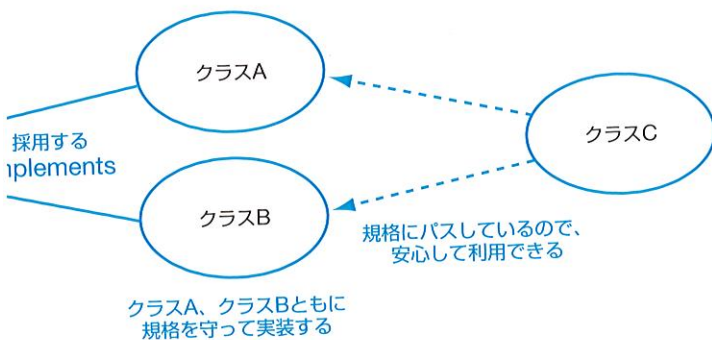 クラスA
クラスC
採用する
mplements
クラスB
規格にパスしているので、
安心して利用できる
クラスA、クラスBともに
規格を守って実装する